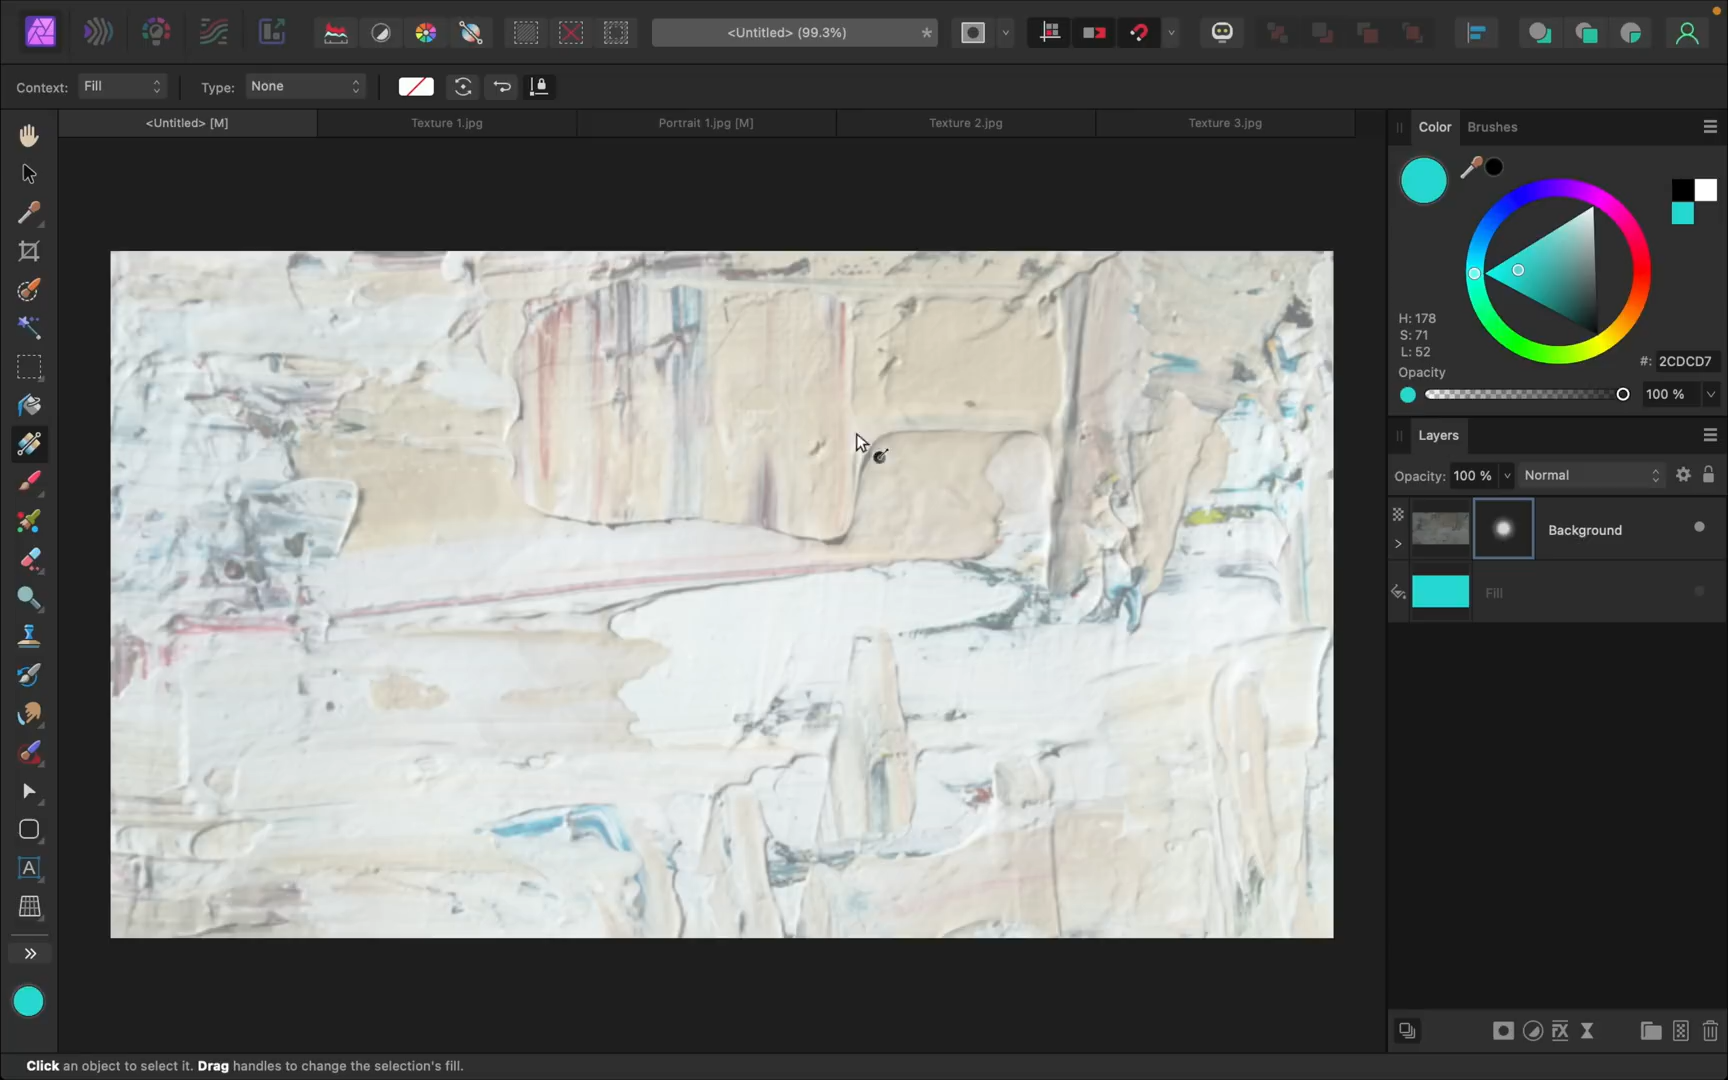 <Untitled> (99.3%)
*
Context: Fill Type: None
<Untitled> [M] Texture 1.jpg Portrait 1.jpg [M] Texture 2.jpg Texture 3.jpg
Color Brushes
H: 178
S: 71
L: 52
#: 2CDCD7
Opacity
100 %
Layers
Opacity: 100 % Normal
Background
Fill
A
FX
Click an object to select it. Drag handles to change the selection's fill.